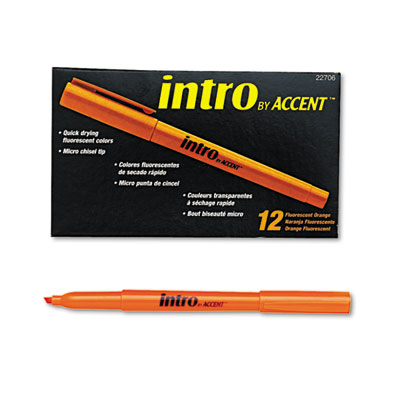 22706
intro BY ACCENT™
• Quick drying
fluorescent colors
• Micro chisel tip
• Colores fluorescentes
de secado rápido
• Micro punta de cincel
• Couleurs transparentes
à séchage rapide
• Bout biseauté micro
intro BY ACCENT
12 Fluorescent Orange
Naranja Fluorescente
Orange Fluorescent
intro BY ACCENT™